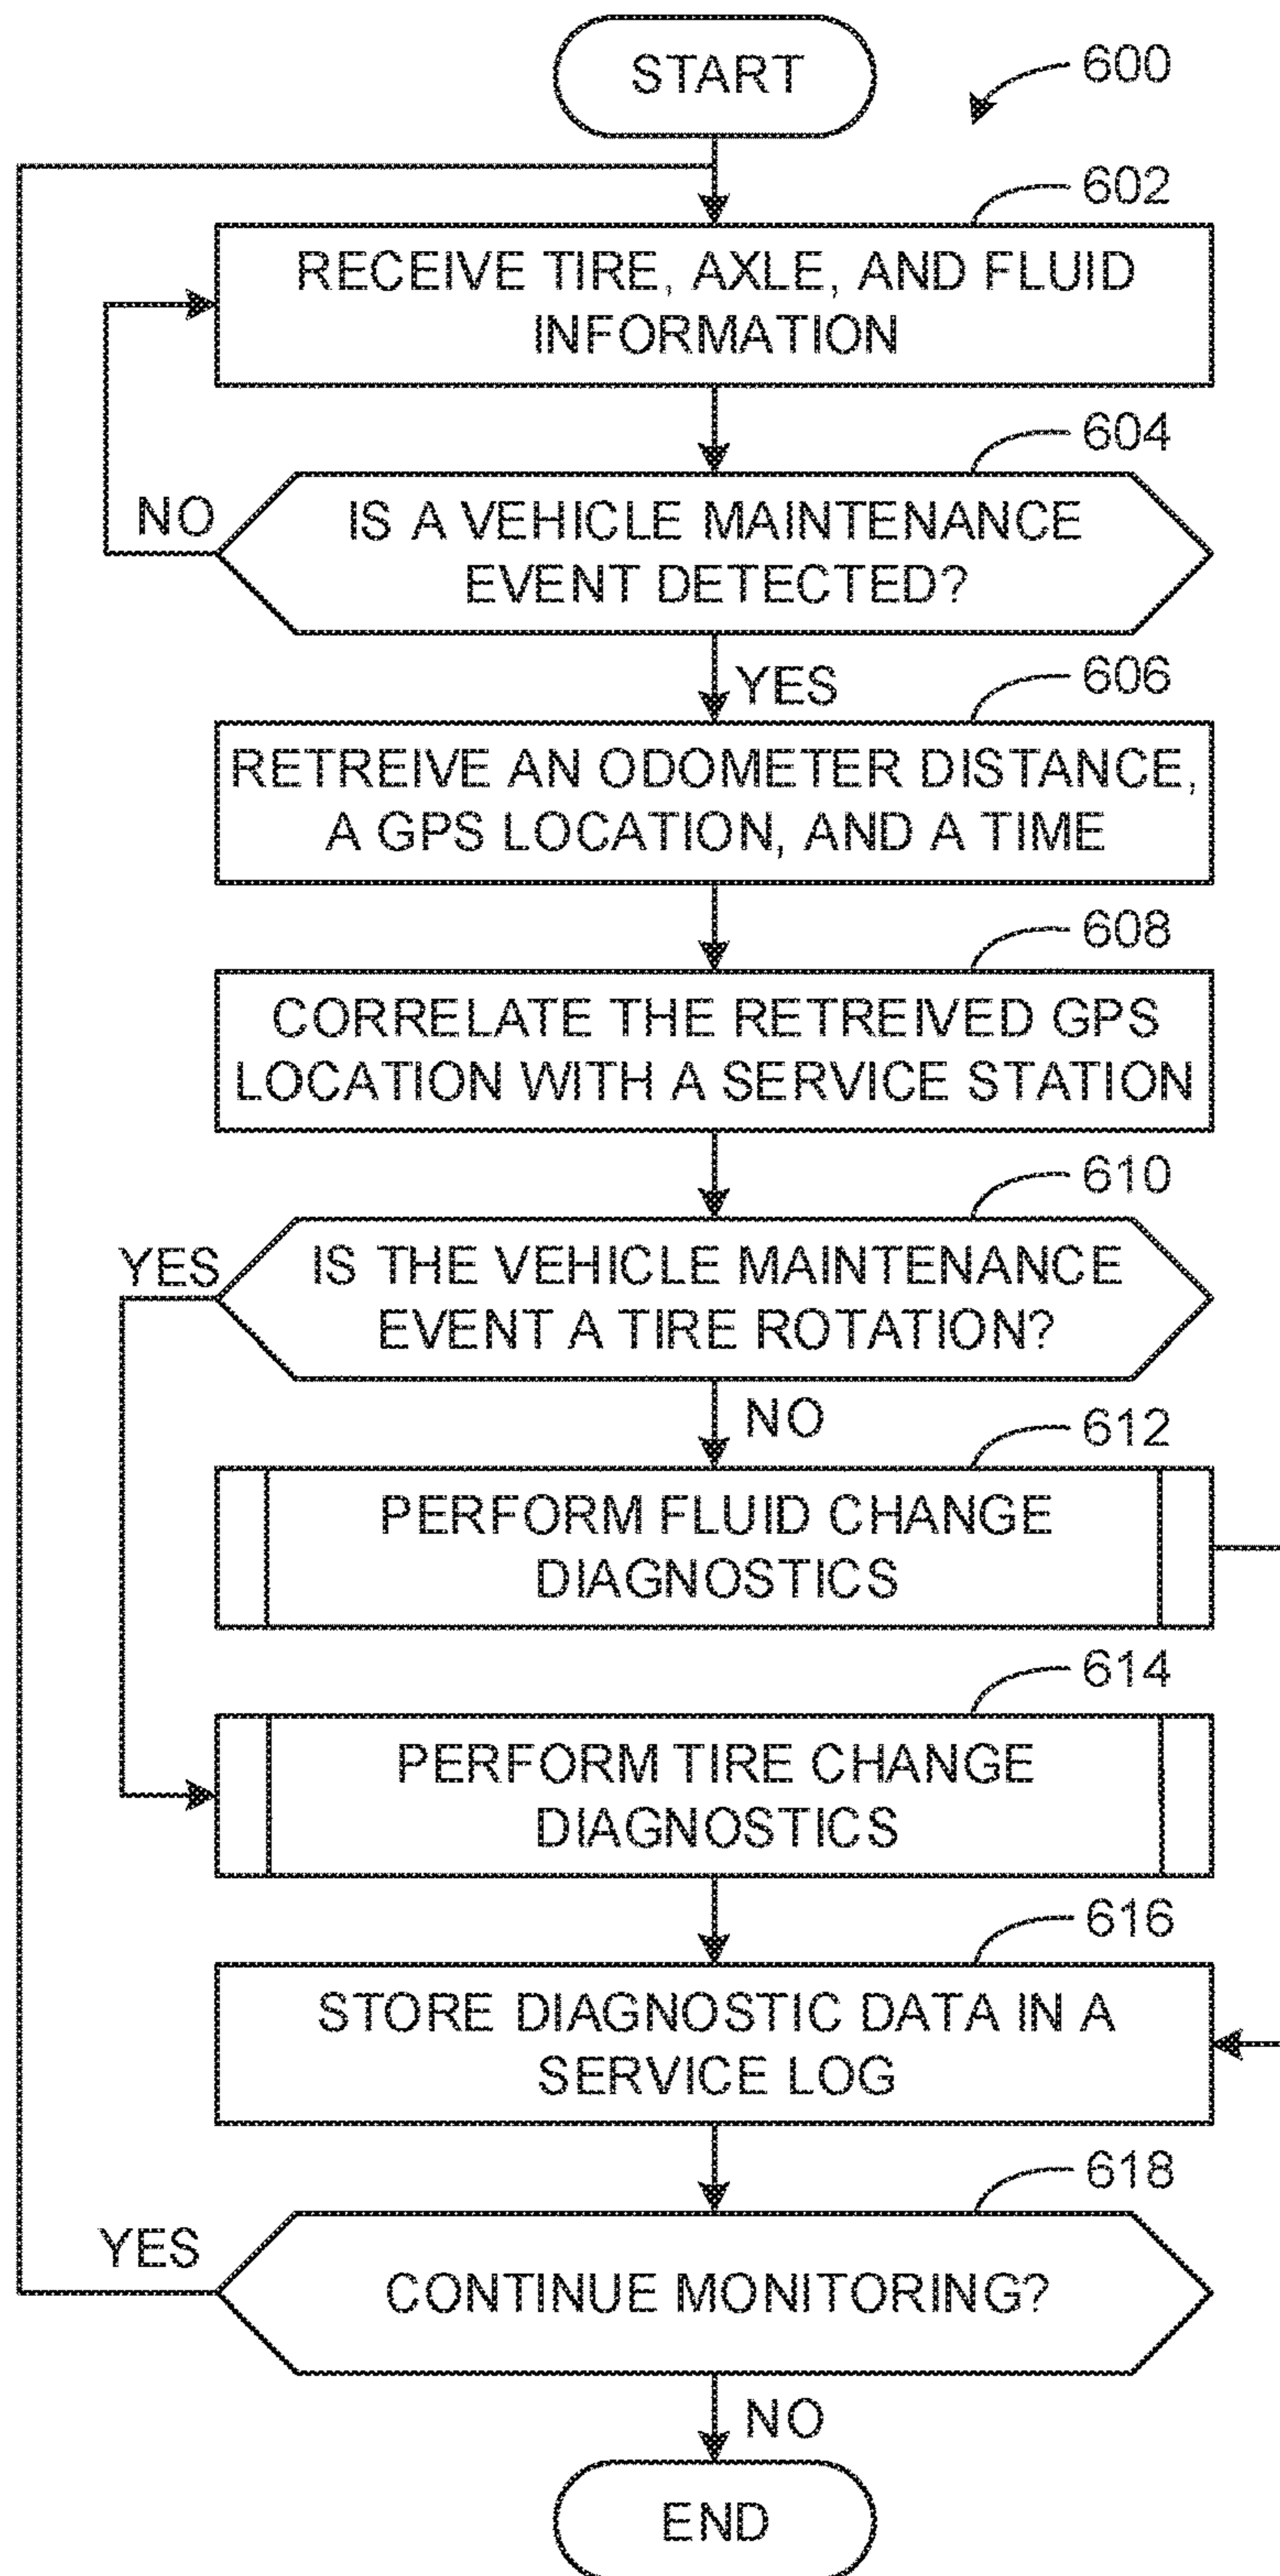 START
600
602
RECEIVE TIRE, AXLE, AND FLUID
INFORMATION
604
NO
IS A VEHICLE MAINTENANCE
EVENT DETECTED?
YES
606
RETREIVE AN ODOMETER DISTANCE,
A GPS LOCATION, AND A TIME
608
CORRELATE THE RETREIVED GPS
LOCATION WITH A SERVICE STATION
610
YES
IS THE VEHICLE MAINTENANCE
EVENT A TIRE ROTATION?
NO
612
PERFORM FLUID CHANGE
DIAGNOSTICS
614
PERFORM TIRE CHANGE
DIAGNOSTICS
616
STORE DIAGNOSTIC DATA IN A
SERVICE LOG
618
YES
CONTINUE MONITORING?
NO
END